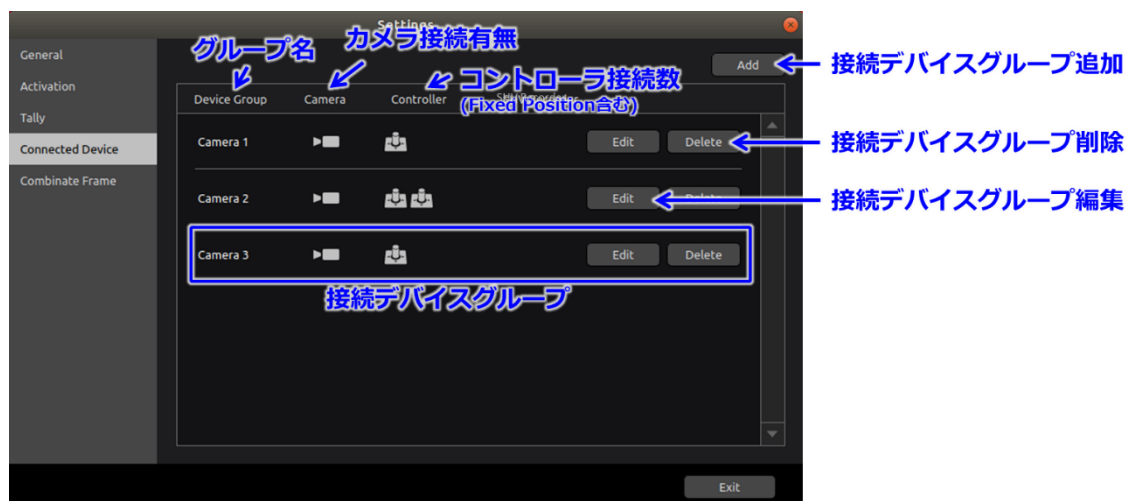 Settings
グループ名
カメラ接続有無
General
Add
接続デバイスグループ追加
コントローラ接続数
(Fixed Position含む)
Activation
Device Group
Camera
Controller
Tally
Camera 1
Edit
Delete
接続デバイスグループ削除
Connected Device
Combinate Frame
Camera 2
Edit
Delete
接続デバイスグループ編集
Camera 3
Edit
Delete
接続デバイスグループ
Exit